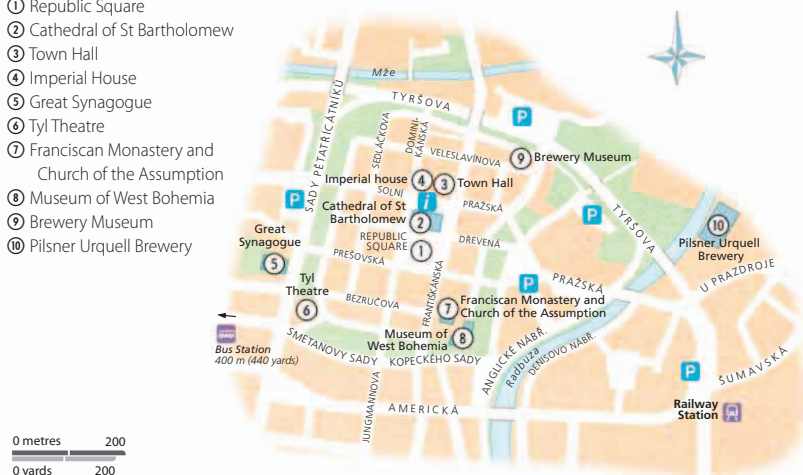 ① Republic Square
② Cathedral of St Bartholomew
③ Town Hall
④ Imperial House
⑤ Great Synagogue
⑥ Tyl Theatre
⑦ Franciscan Monastery and
Church of the Assumption
⑧ Museum of West Bohemia
⑨ Brewery Museum
⑩ Pilsner Urquell Brewery
Mže
TYRŠOVA
SADY PĚTATŘICÁTNÍKŮ
SEDLÁČKOVA
DOMINI-
KÁNSKÁ
VELESLAVÍNOVA
P
⑨ Brewery Museum
Imperial house ④
③ Town Hall
SOLNÍ
i
PRAŽSKÁ
P
Cathedral of St
Bartholomew
②
P
TYRŠOVA
⑩
Pilsner Urquell
Brewery
Great
Synagogue
⑤
REPUBLIC
SQUARE
①
DŘEVENÁ
PREŠOVSKÁ
U PRAZDROJE
Tyl
Theatre
⑥
BEZRUČOVA
FRANTIŠKÁNSKÁ
P
PRAŽSKÁ
⑦ Franciscan Monastery and
Church of the Assumption
Museum of
West Bohemia
⑧
Bus Station
400 m (440 yards)
SMETANOVY SADY
KOPECKÉHO SADY
ANGLICKÉ NÁBŘ.
Radbuza
DENISOVO NÁBŘ.
P
ŠUMAVSKÁ
JUNGMANNOVA
AMERICKÁ
Railway
Station
0 metres 200
0 yards 200